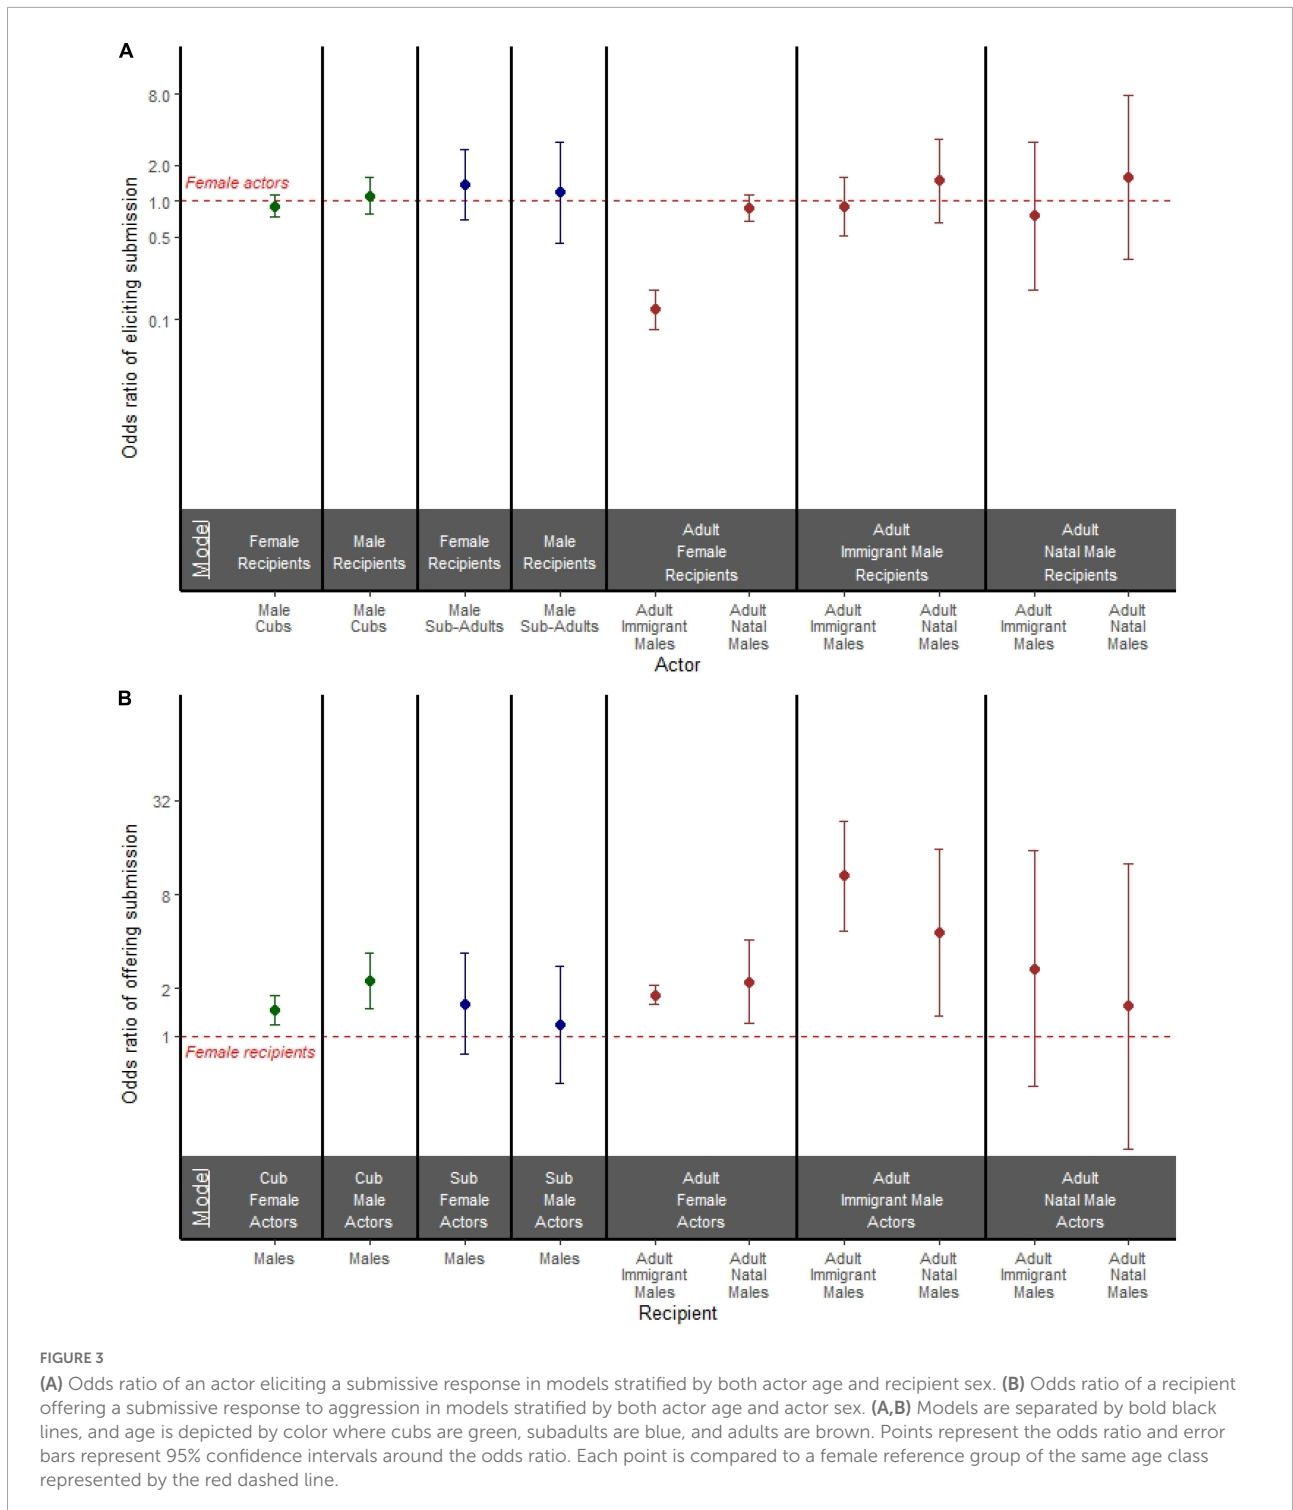 A
8.0
2.0
1.0
0.5
0.1
Odds ratio of eliciting submission
Female actors
Model
Female
Recipients
Male
Recipients
Female
Recipients
Male
Recipients
Adult
Female
Recipients
Adult
Immigrant Male
Recipients
Adult
Natal Male
Recipients
Male
Cubs
Male
Cubs
Male
Sub-Adults
Male
Sub-Adults
Adult
Immigrant
Males
Adult
Natal
Males
Adult
Immigrant
Males
Adult
Natal
Males
Adult
Immigrant
Males
Adult
Natal
Males
Actor
B
32
8
2
1
Odds ratio of offering submission
Female recipients
Model
Cub
Female
Actors
Cub
Male
Actors
Sub
Female
Actors
Sub
Male
Actors
Adult
Female
Actors
Adult
Immigrant Male
Actors
Adult
Natal Male
Actors
Males
Males
Males
Males
Adult
Immigrant
Males
Adult
Natal
Males
Adult
Immigrant
Males
Adult
Natal
Males
Adult
Immigrant
Males
Adult
Natal
Males
Recipient
FIGURE 3
(A) Odds ratio of an actor eliciting a submissive response in models stratified by both actor age and recipient sex. (B) Odds ratio of a recipient
offering a submissive response to aggression in models stratified by both actor age and actor sex. (A,B) Models are separated by bold black
lines, and age is depicted by color where cubs are green, subadults are blue, and adults are brown. Points represent the odds ratio and error
bars represent 95% confidence intervals around the odds ratio. Each point is compared to a female reference group of the same age class
represented by the red dashed line.